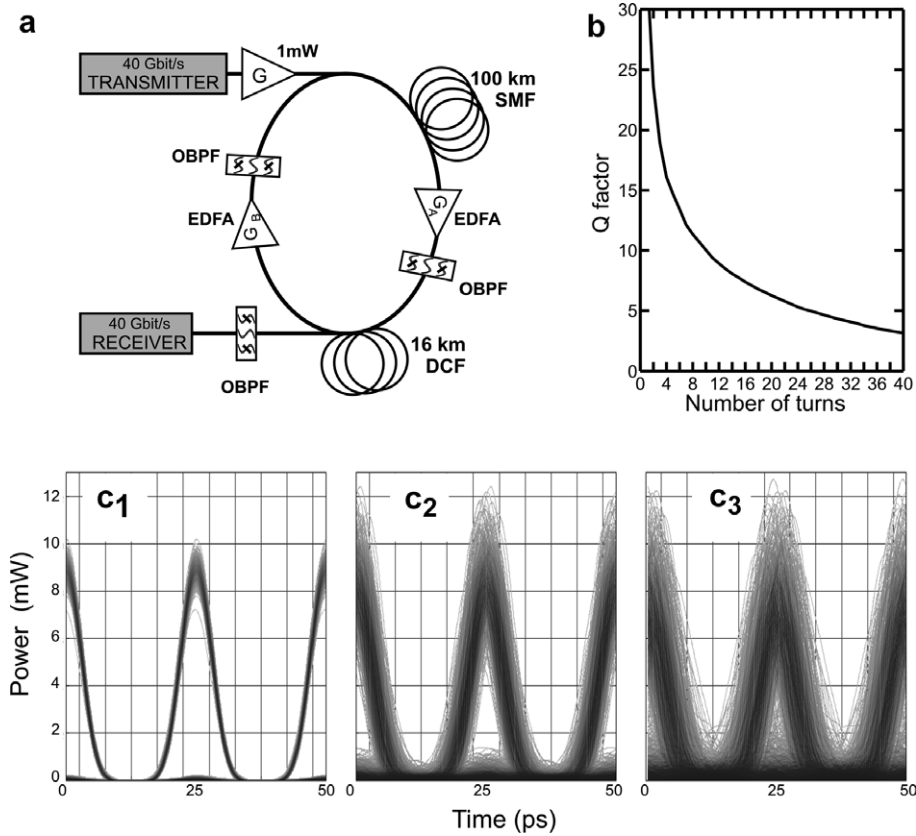 a
1mW
40 Gbit/s
TRANSMITTER
G
100 km
SMF
OBPF
EDFA
G B
G A
EDFA
OBPF
40 Gbit/s
RECEIVER
16 km
DCF
OBPF
b
30
25
20
15
10
5
0
Q factor
0 4 8 12 16 20 24 28 32 36 40
Number of turns
c1
c2
c3
12
10
8
6
4
2
0
Power (mW)
0 25 50
0 25 50
0 25 50
Time (ps)